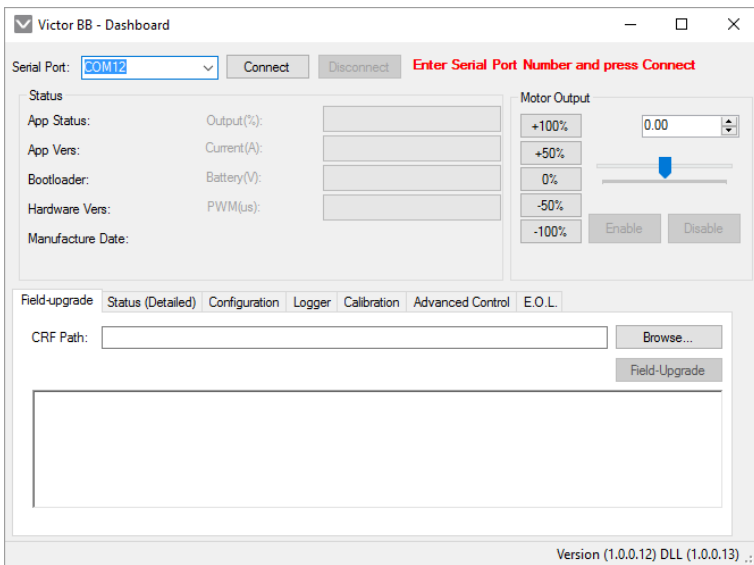 Victor BB - Dashboard
Serial Port: COM12 Connect Disconnect Enter Serial Port Number and press Connect
Status
App Status: Output(%):
App Vers: Current(A):
Bootloader: Battery(V):
Hardware Vers: PWM(us):
Manufacture Date:
Motor Output
+100% 0.00
+50%
0%
-50%
-100% Enable Disable
Field-upgrade Status (Detailed) Configuration Logger Calibration Advanced Control E.O.L.
CRF Path: Browse...
Field-Upgrade
Version (1.0.0.12) DLL (1.0.0.13)